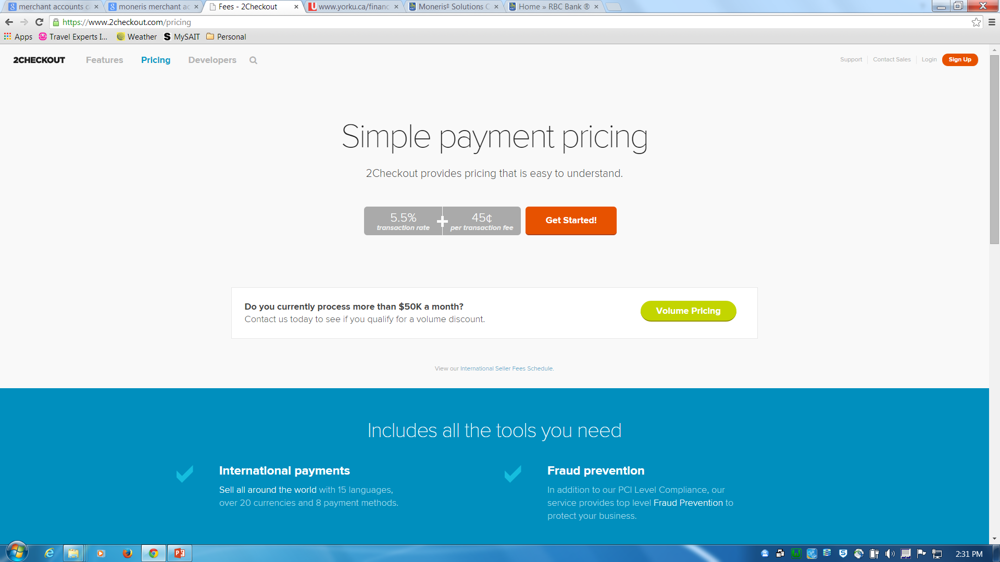 merchant accounts c
moneris merchant ac
Fees - 2Checkout
www.yorku.ca/financ
Moneris‡ Solutions C
Home » RBC Bank ®
https://www.2checkout.com/pricing
Apps
Travel Experts I...
Weather
MySAIT
Personal
2CHECKOUT
Features
Pricing
Developers
Support
Contact Sales
Login
Sign Up
Simple payment pricing
2Checkout provides pricing that is easy to understand.
5.5%
transaction rate
+
45¢
per transaction fee
Get Started!
Do you currently process more than $50K a month?
Contact us today to see if you qualify for a volume discount.
Volume Pricing
View our International Seller Fees Schedule.
Includes all the tools you need
International payments
Sell all around the world with 15 languages,
over 20 currencies and 8 payment methods.
Fraud prevention
In addition to our PCI Level Compliance, our
service provides top level Fraud Prevention to
protect your business.
2:31 PM